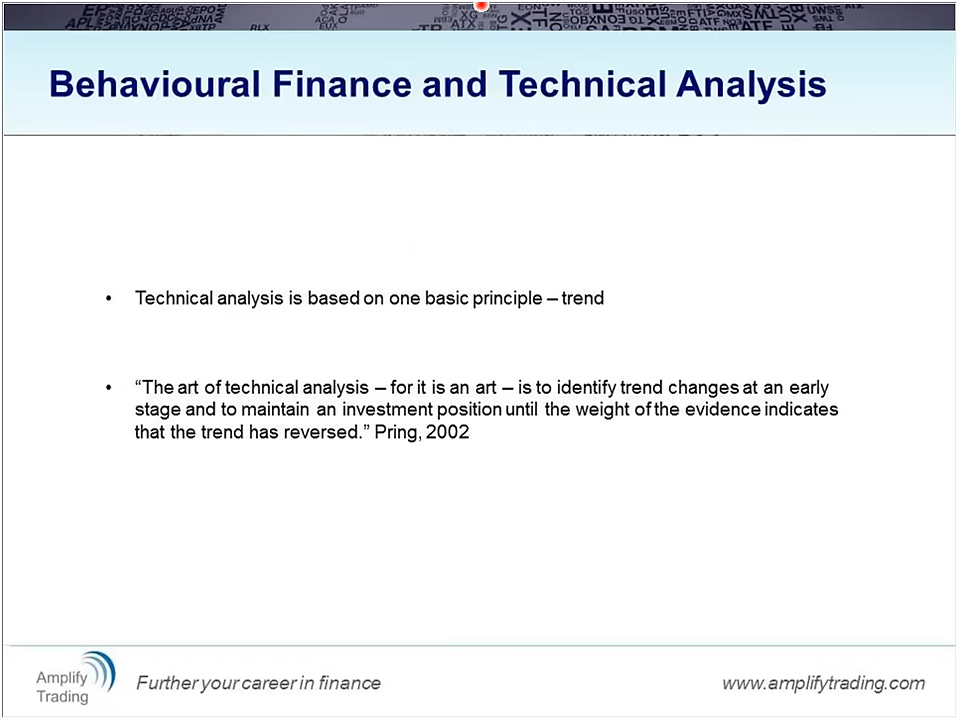 Behavioural Finance and Technical Analysis
• Technical analysis is based on one basic principle – trend
• “The art of technical analysis – for it is an art – is to identify trend changes at an early
stage and to maintain an investment position until the weight of the evidence indicates
that the trend has reversed.” Pring, 2002
Amplify
Trading
Further your career in finance
www.amplifytrading.com